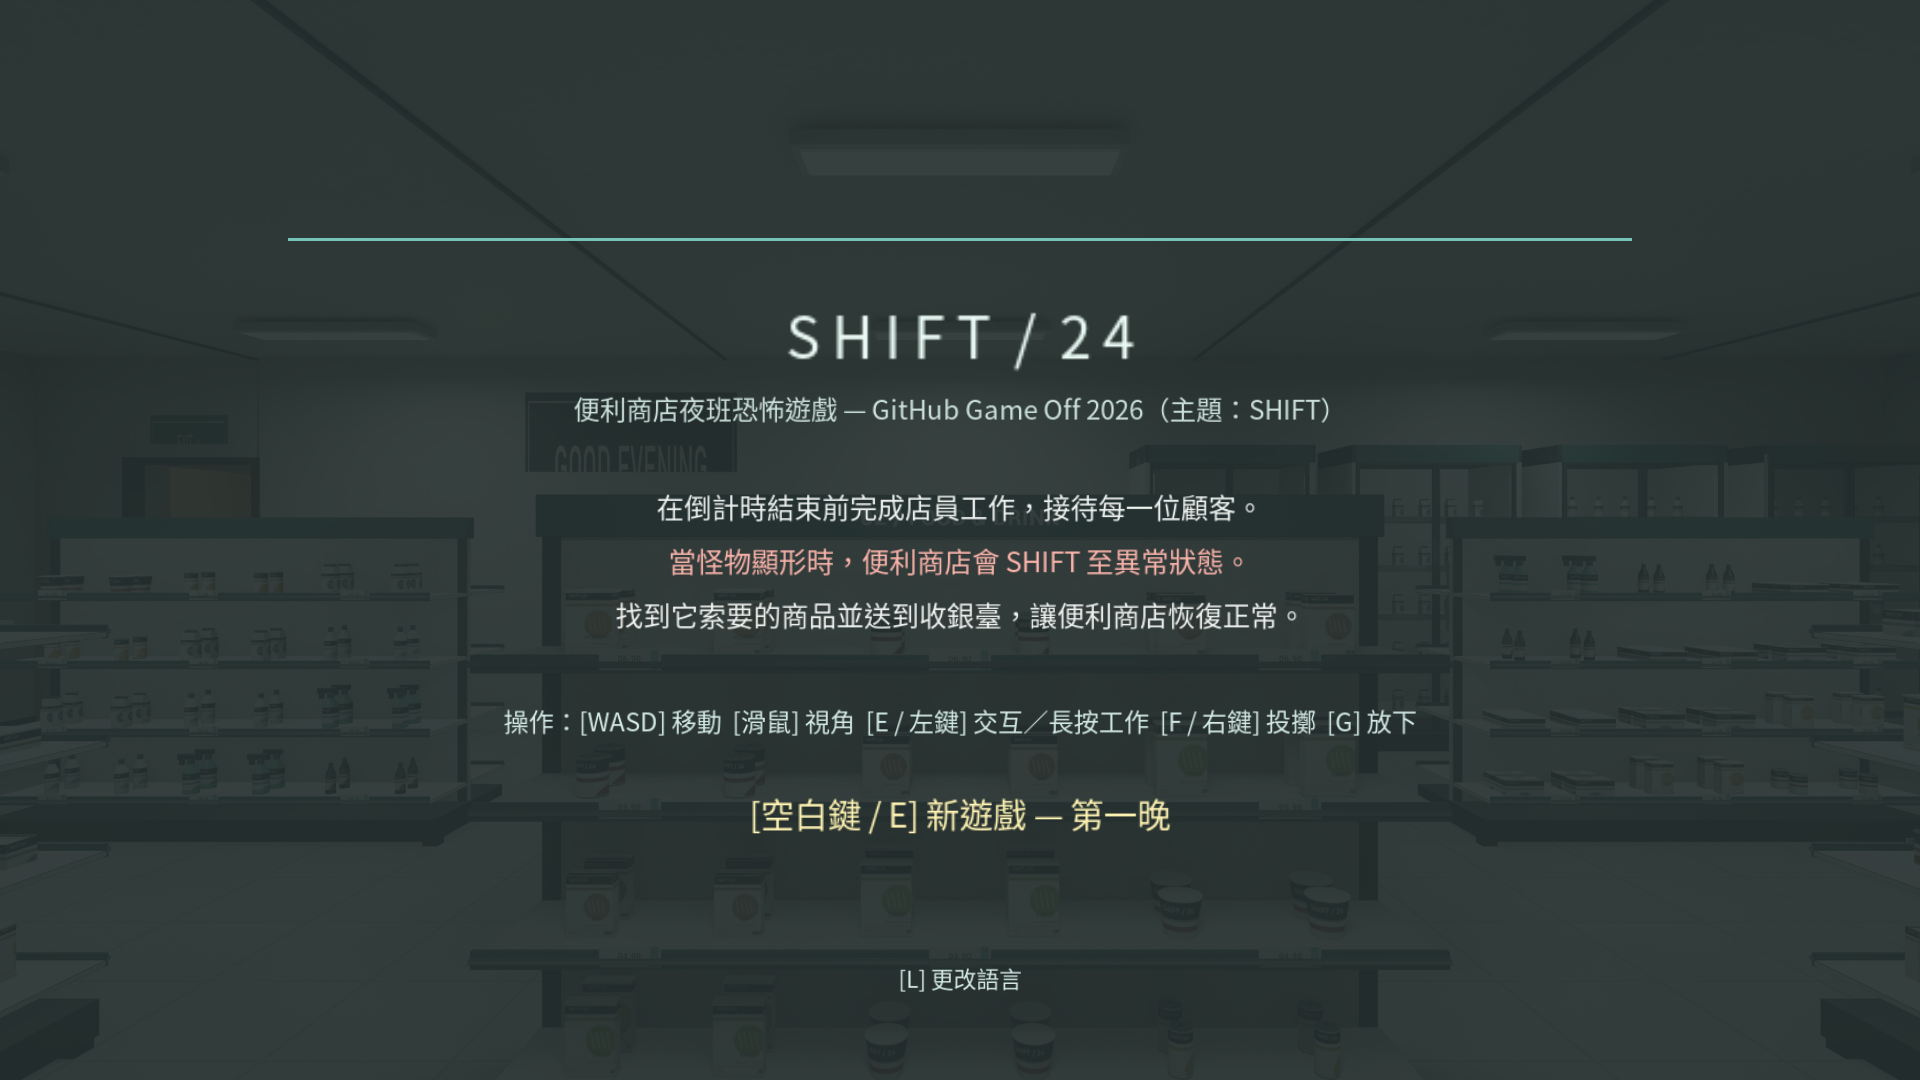 SHIFT / 24
便利商店夜班恐怖遊戲 — GitHub Game Off 2026（主題：SHIFT）
GOOD EVENING
在倒計時結束前完成店員工作，接待每一位顧客。
當怪物顯形時，便利商店會 SHIFT 至異常狀態。
找到它索要的商品並送到收銀臺，讓便利商店恢復正常。
操作：[WASD] 移動 [滑鼠] 視角 [E / 左鍵] 交互／長按工作 [F / 右鍵] 投擲 [G] 放下
[空白鍵 / E] 新遊戲 — 第一晚
[L] 更改語言